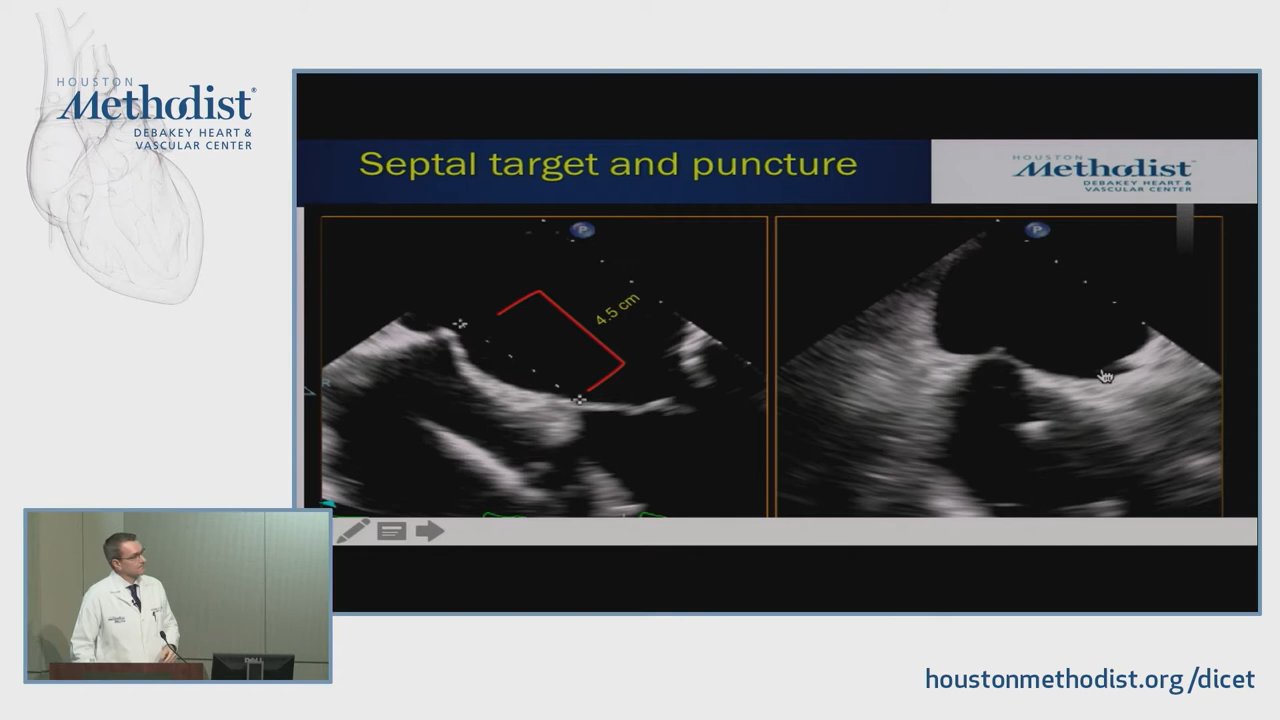 HOUSTON
Methodist®
DEBAKEY HEART &
VASCULAR CENTER
Septal target and puncture
HOUSTON
Methodist
DEBAKEY HEART &
VASCULAR CENTER
P
P
4.5 cm
R
DELL
houstonmethodist.org/dicet